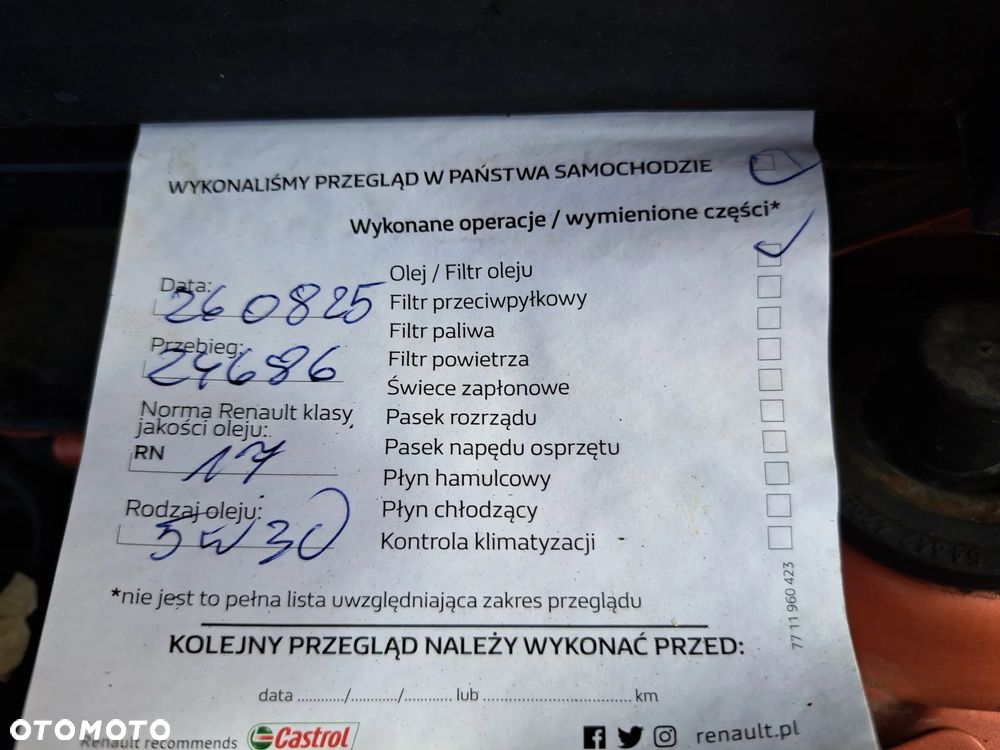 WYKONALIŚMY PRZEGLĄD W PAŃSTWA SAMOCHODZIE
Wykonane operacje / wymienione części*
Data:
260825
Przebieg:
24686
Norma Renault klasy
jakości oleju:
RN 17
Rodzaj oleju:
5W30
Olej / Filtr oleju
Filtr przeciwpyłkowy
Filtr paliwa
Filtr powietrza
Świece zapłonowe
Pasek rozrządu
Pasek napędu osprzętu
Płyn hamulcowy
Płyn chłodzący
Kontrola klimatyzacji
77 11 960 423
*nie jest to pełna lista uwzględniająca zakres przeglądu
KOLEJNY PRZEGLĄD NALEŻY WYKONAĆ PRZED:
data ............/............/............ lub .................................... km
Renault recommends Castrol
renault.pl
OTOMOTO